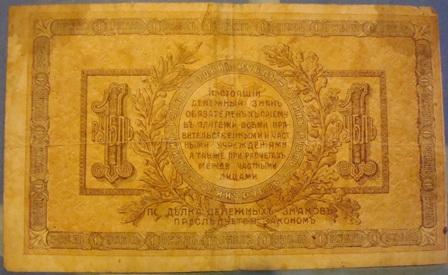 НАСТОЯЩІЙ
ДЕНЕЖНЫЙ ЗНАКЪ
1 ОБЯЗАТЕЛЕНЪ КЪ ПРІЕМУ 1
ВЪ ПЛАТЕЖИ ВСѢМИ ПРА-
РУБЛЬ ВИТЕЛЬСТВЕННЫМИ И ЧАСТ- РУБЛЬ
НЫМИ УЧРЕЖДЕНІЯМИ
А ТАКЖЕ ПРИ РАСЧЕТАХЪ
МЕЖДУ ЧАСТНЫМИ
ЛИЦАМИ
ПОДДѢЛКА ДЕНЕЖНЫХЪ ЗНАКОВЪ
ПРЕСЛѢДУЕТСЯ ЗАКОНОМЪ